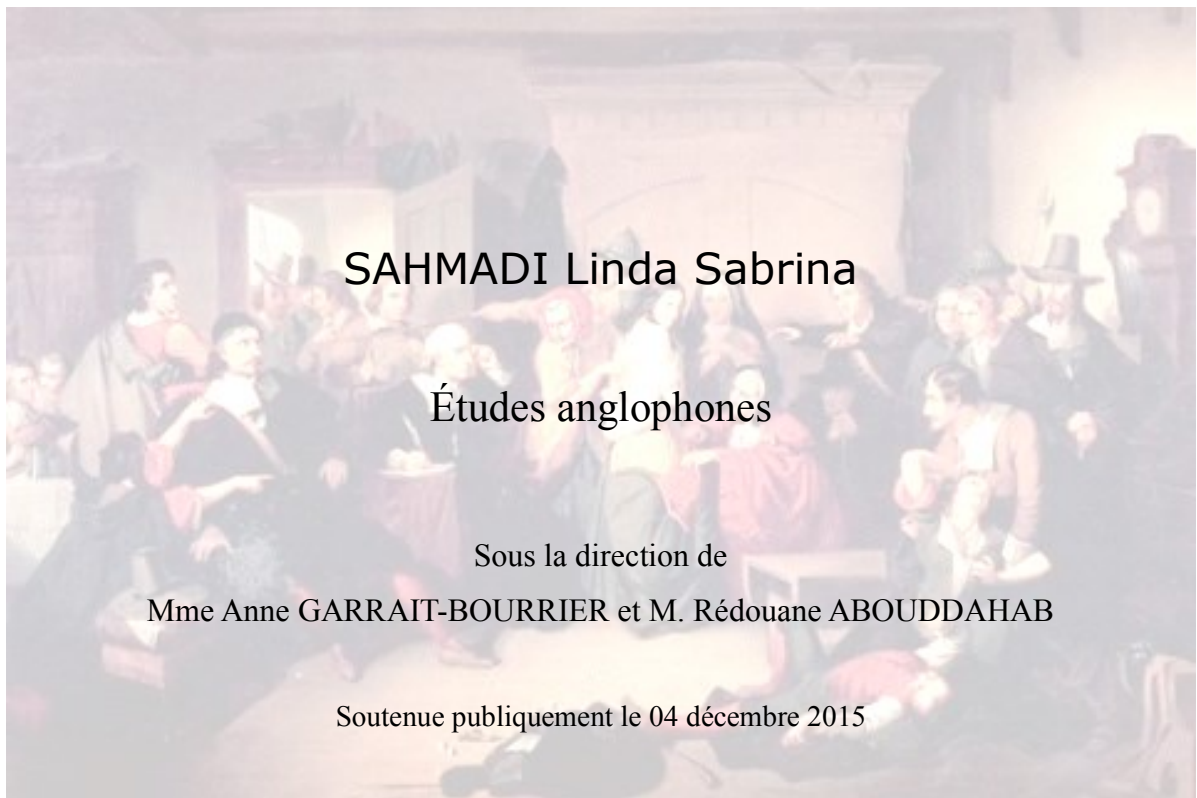 SAHMADI Linda Sabrina
Études anglophones
Sous la direction de
Mme Anne GARRAIT-BOURRIER et M. Rédouane ABOUDDAHAB
Soutenue publiquement le 04 décembre 2015